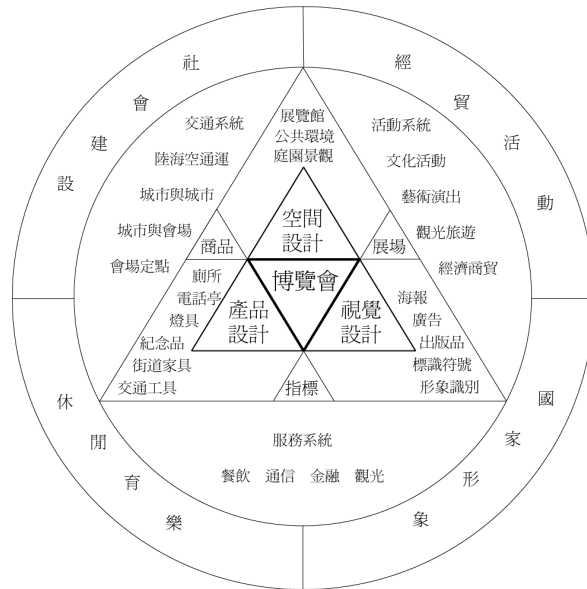 社會建設
經貿活動
休閒育樂
國家形象
交通系統
陸海空通運
城市與城市
城市與會場
會場定點
活動系統
文化活動
藝術演出
觀光旅遊
經濟商貿
服務系統
餐飲 通信 金融 觀光
展覽館
公共環境
庭園景觀
空間
設計
商品
展場
博覽會
廁所
電話亭
燈具
紀念品
街道家具
交通工具
產品
設計
視覺
設計
海報
廣告
出版品
標識符號
形象識別
指標